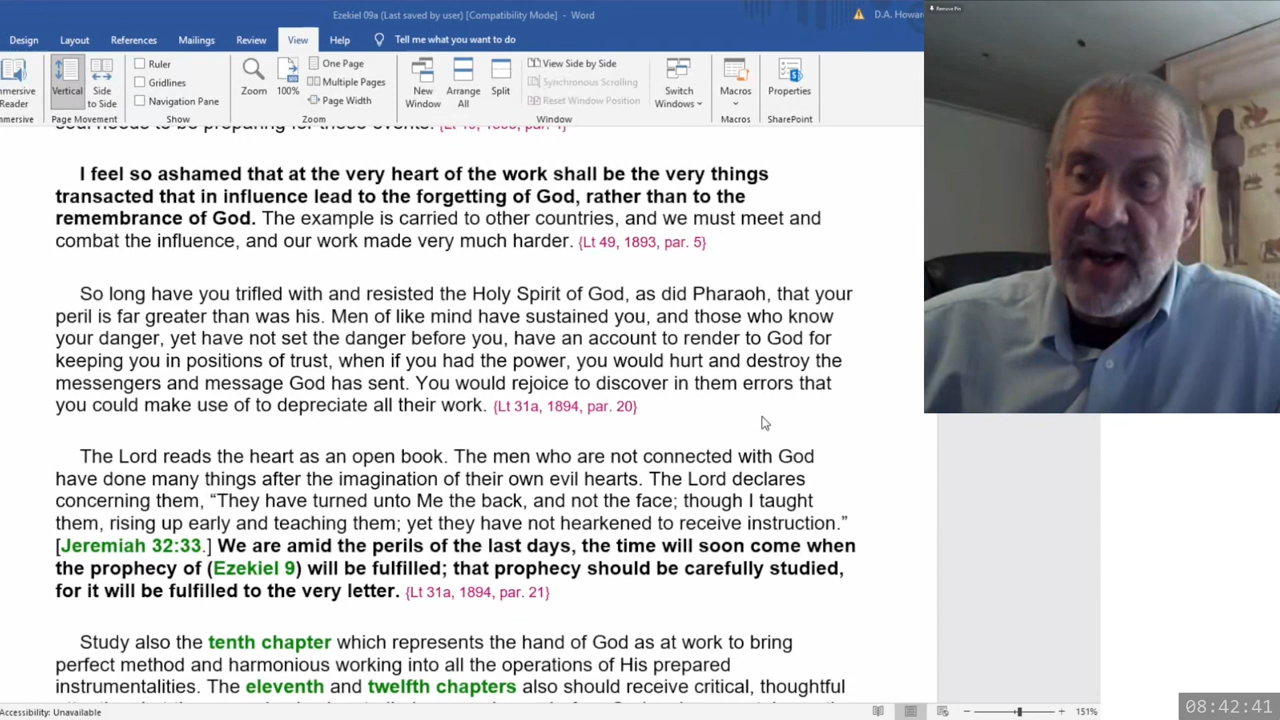 Ezekiel 09a (Last saved by user) [Compatibility Mode] - Word
D.A. Howar
Remove Pin
Design Layout References Mailings Review View Help Tell me what you want to do
Immersive Reader
Vertical
Side to Side
Page Movement
Ruler
Gridlines
Navigation Pane
Show
Zoom
100%
One Page
Multiple Pages
Page Width
Zoom
New Window
Arrange All
Split
View Side by Side
Synchronous Scrolling
Reset Window Position
Window
Switch Windows
Macros
Macros
Properties
SharePoint
I feel so ashamed that at the very heart of the work shall be the very things
transacted that in influence lead to the forgetting of God, rather than to the
remembrance of God. The example is carried to other countries, and we must meet and
combat the influence, and our work made very much harder. {Lt 49, 1893, par. 5}
So long have you trifled with and resisted the Holy Spirit of God, as did Pharaoh, that your
peril is far greater than was his. Men of like mind have sustained you, and those who know
your danger, yet have not set the danger before you, have an account to render to God for
keeping you in positions of trust, when if you had the power, you would hurt and destroy the
messengers and message God has sent. You would rejoice to discover in them errors that
you could make use of to depreciate all their work. {Lt 31a, 1894, par. 20}
The Lord reads the heart as an open book. The men who are not connected with God
have done many things after the imagination of their own evil hearts. The Lord declares
concerning them, “They have turned unto Me the back, and not the face; though I taught
them, rising up early and teaching them; yet they have not hearkened to receive instruction.”
[Jeremiah 32:33.] We are amid the perils of the last days, the time will soon come when
the prophecy of (Ezekiel 9) will be fulfilled; that prophecy should be carefully studied,
for it will be fulfilled to the very letter. {Lt 31a, 1894, par. 21}
Study also the tenth chapter which represents the hand of God as at work to bring
perfect method and harmonious working into all the operations of His prepared
instrumentalities. The eleventh and twelfth chapters also should receive critical, thoughtful
Accessibility: Unavailable
151%
08:42:41